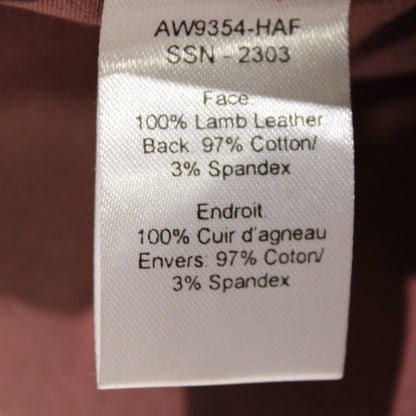 AW9354-HAF
SSN - 2303
Face:
100% Lamb Leather
Back: 97% Cotton/
3% Spandex
Endroit:
100% Cuir d'agneau
Envers: 97% Coton/
3% Spandex